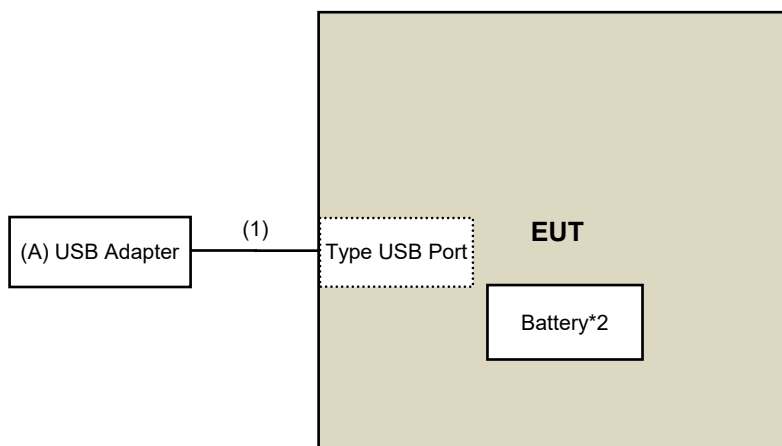 (1)
(A) USB Adapter
Type USB Port
EUT
Battery*2